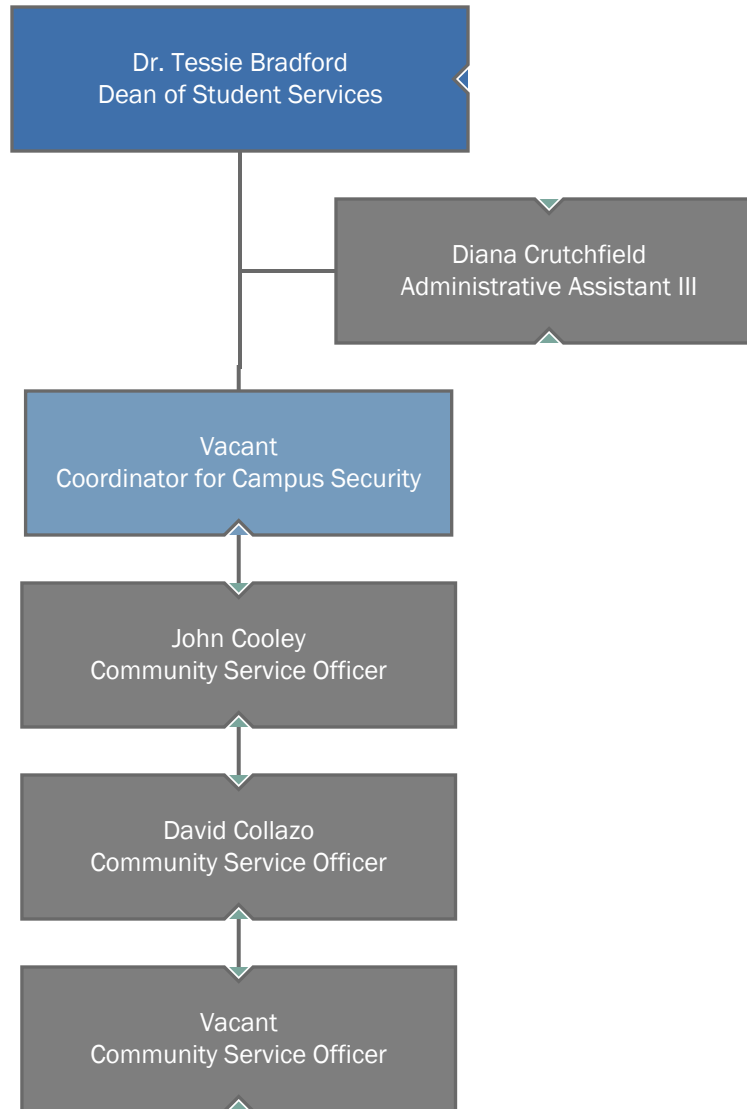 Dr. Tessie Bradford
Dean of Student Services
Diana Crutchfield
Administrative Assistant III
Vacant
Coordinator for Campus Security
John Cooley
Community Service Officer
David Collazo
Community Service Officer
Vacant
Community Service Officer